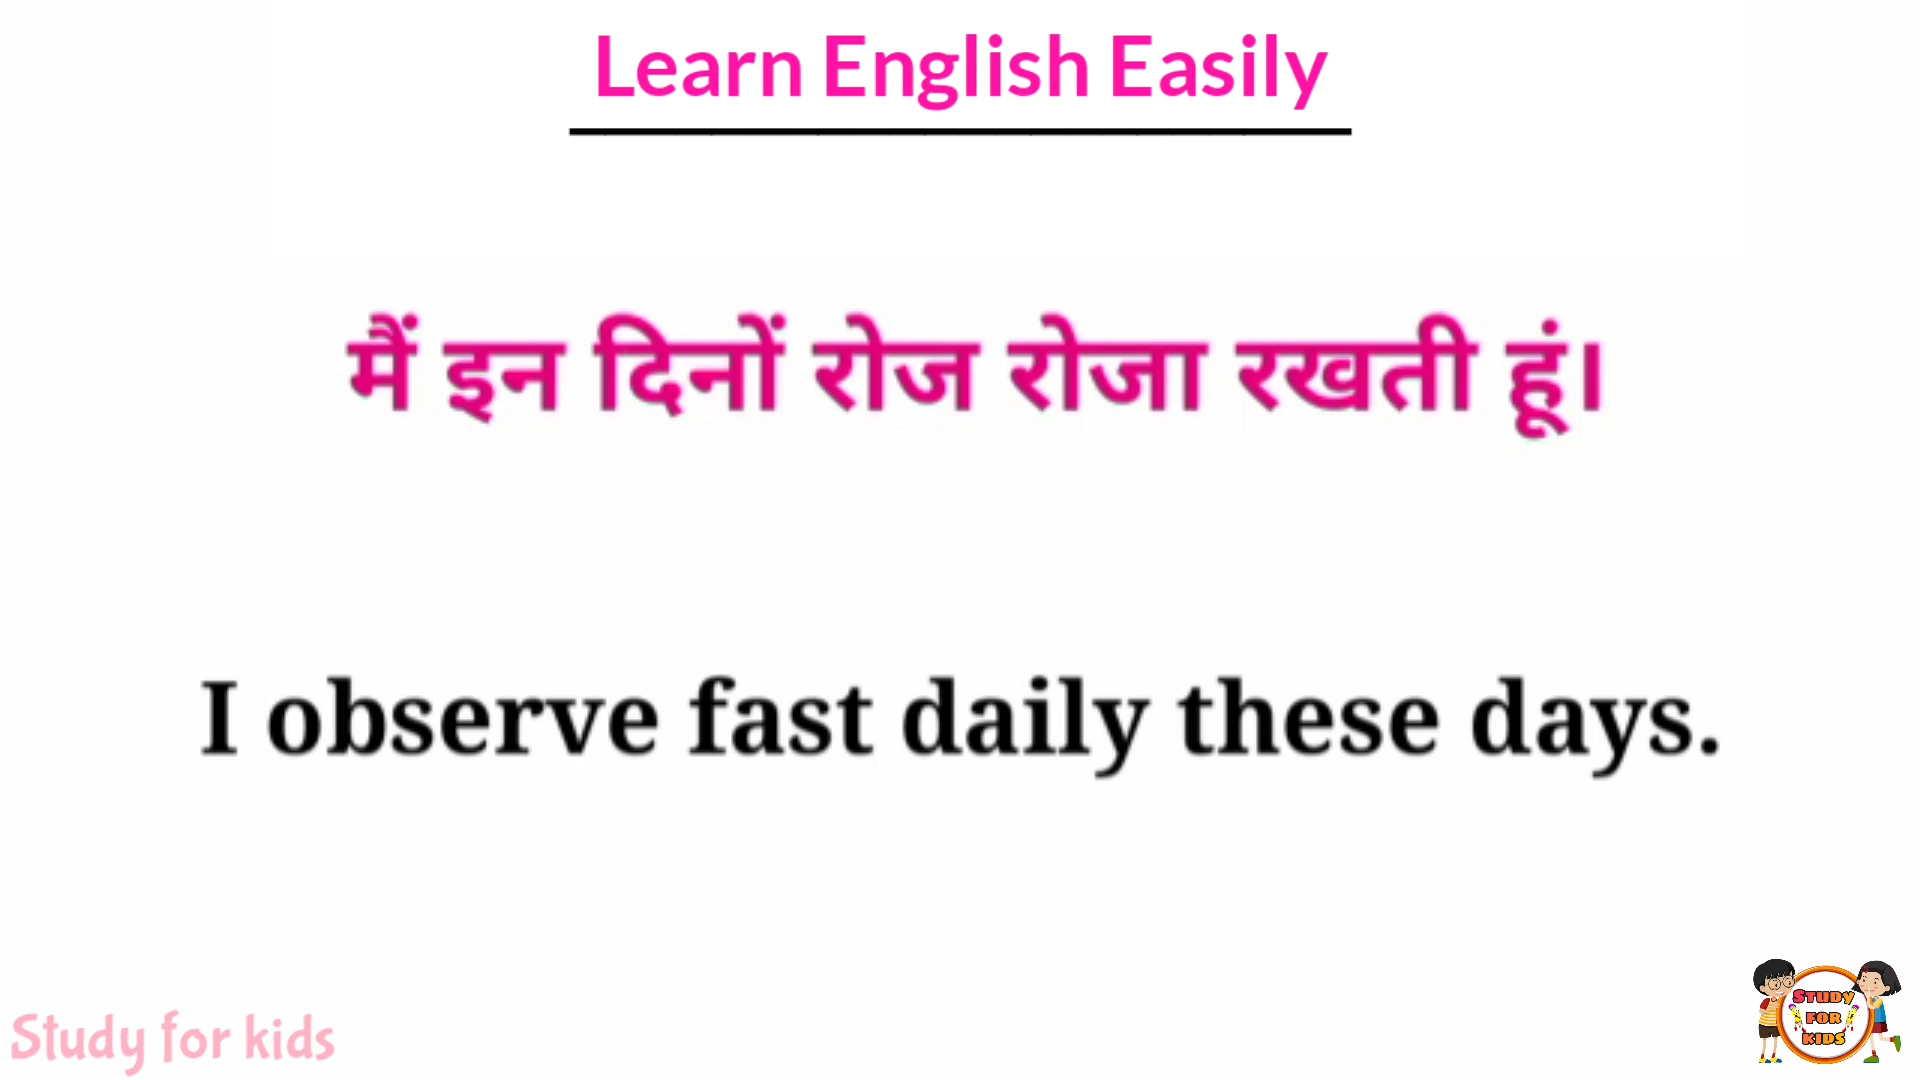 Learn English Easily
मैं इन दिनों रोज रोजा रखती हूं।
I observe fast daily these days.
Study for kids
STUDY
FOR
KIDS